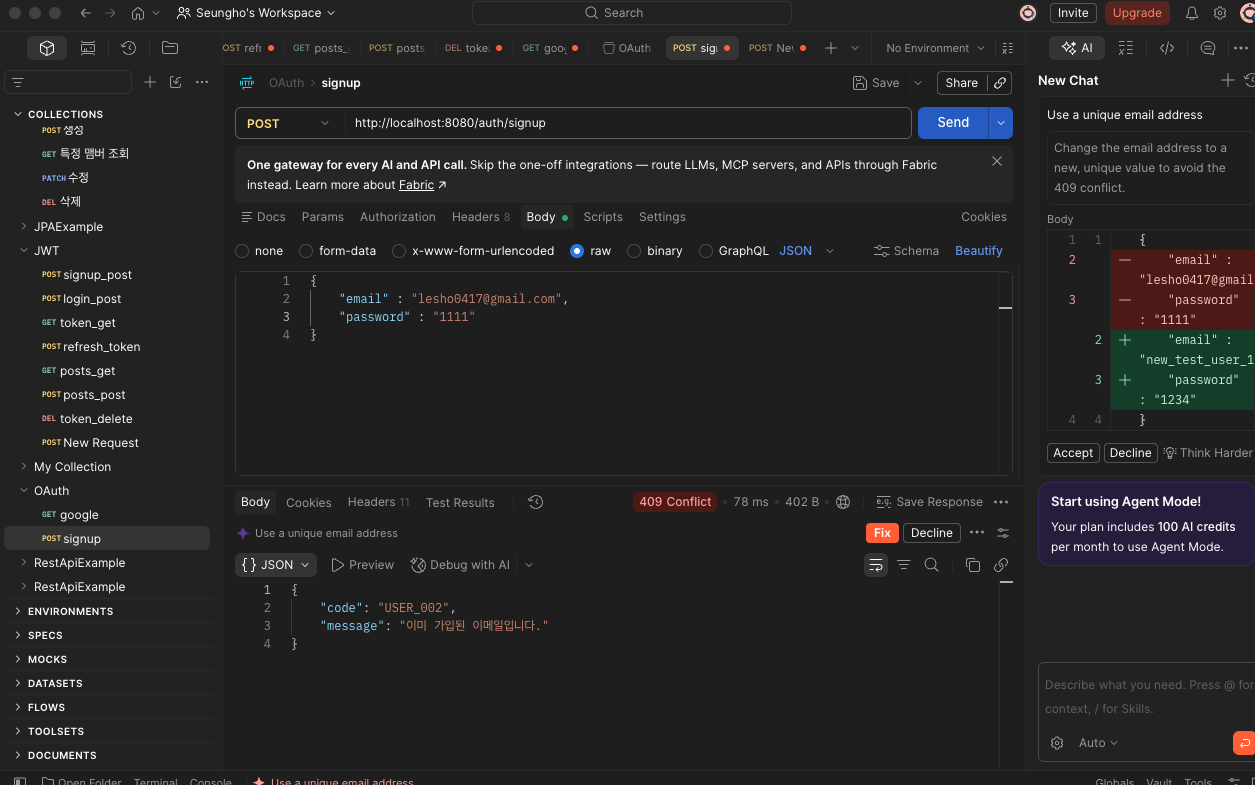 Seungho's Workspace
Search
Invite
Upgrade
POST refr
GET posts_
POST posts
DEL toke
GET goog
OAuth
POST sig
POST Ne
No Environment
AI
OAuth > signup
Save
Share
New Chat
COLLECTIONS
POST 생성
GET 특정 맴버 조회
PATCH 수정
DEL 삭제
JPAExample
JWT
POST signup_post
POST login_post
GET token_get
POST refresh_token
GET posts_get
POST posts_post
DEL token_delete
POST New Request
My Collection
OAuth
GET google
POST signup
RestApiExample
RestApiExample
ENVIRONMENTS
SPECS
MOCKS
DATASETS
FLOWS
TOOLSETS
DOCUMENTS
HTTP
POST
http://localhost:8080/auth/signup
Send
One gateway for every AI and API call. Skip the one-off integrations — route LLMs, MCP servers, and APIs through Fabric
instead. Learn more about Fabric ↗
Docs Params Authorization Headers 8 Body Scripts Settings
Cookies
none form-data x-www-form-urlencoded raw binary GraphQL JSON
Schema Beautify
1 {
2 "email" : "lesho0417@gmail.com",
3 "password" : "1111"
4 }
Body Cookies Headers 11 Test Results
409 Conflict • 78 ms • 402 B
e.g. Save Response
Use a unique email address
Fix Decline
{} JSON Preview Debug with AI
1 {
2 "code": "USER_002",
3 "message": "이미 가입된 이메일입니다."
4 }
Use a unique email address
Change the email address to a
new, unique value to avoid the
409 conflict.
Body
1 1 {
2 — "email" :
"lesho0417@gmail
3 — "password"
: "1111"
2 + "email" :
"new_test_user_1
3 + "password"
: "1234"
4 4 }
Accept Decline Think Harder
Start using Agent Mode!
Your plan includes 100 AI credits
per month to use Agent Mode.
Describe what you need. Press @ for
context, / for Skills.
Auto
Open Folder Terminal Console
Use a unique email address
Globals Vault Tools